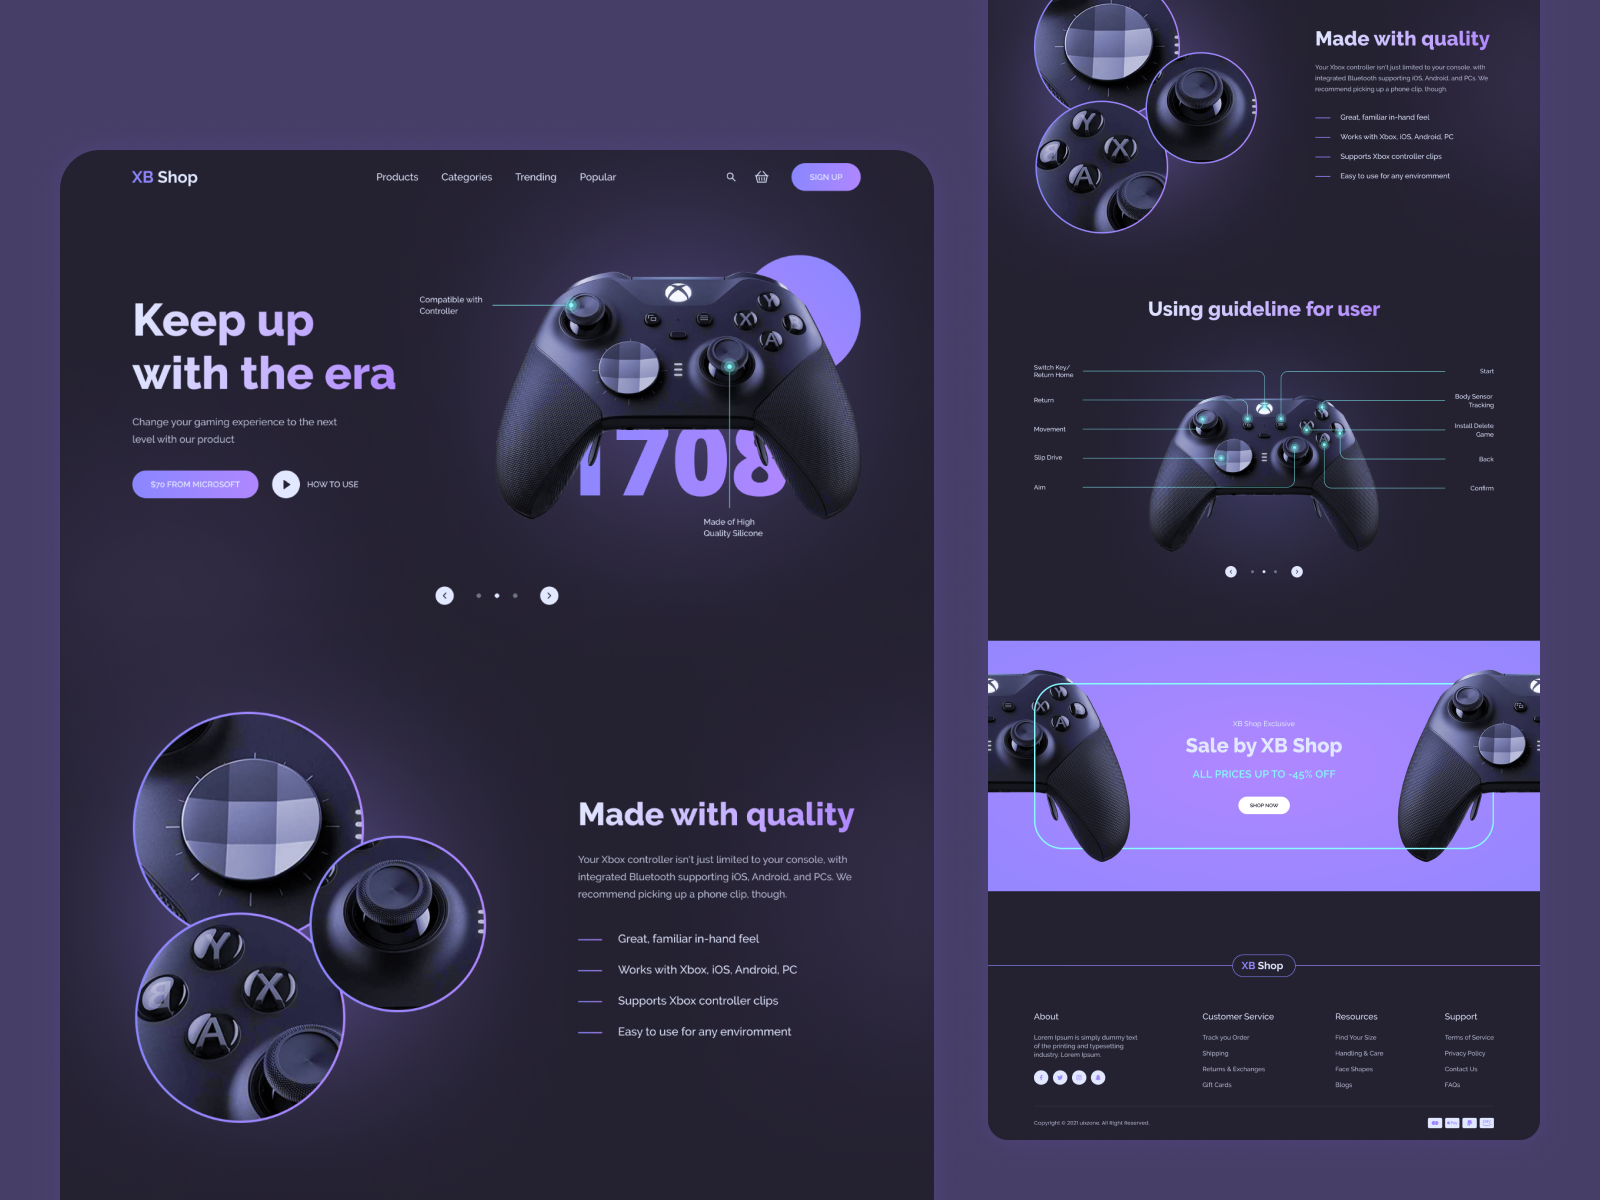 XB Shop
Products
Categories
Trending
Popular
SIGN UP
Keep up
with the era
Change your gaming experience to the next
level with our product
$70 FROM MICROSOFT
HOW TO USE
Compatible with
Controller
Y
X
A
1708
Made of High
Quality Silicone
Y
X
B
A
Made with quality
Your Xbox controller isn't just limited to your console, with
integrated Bluetooth supporting iOS, Android, and PCs. We
recommend picking up a phone clip, though.
Great, familiar in-hand feel
Works with Xbox, iOS, Android, PC
Supports Xbox controller clips
Easy to use for any enviromment
Y
X
B
A
Made with quality
Your Xbox controller isn't just limited to your console, with
integrated Bluetooth supporting iOS, Android, and PCs. We
recommend picking up a phone clip, though.
Great, familiar in-hand feel
Works with Xbox, iOS, Android, PC
Supports Xbox controller clips
Easy to use for any enviromment
Using guideline for user
Switch Key/
Return Home
Return
Movement
Slip Drive
Aim
Start
Body Sensor
Tracking
Install Delete
Game
Back
Confirm
Y
X
A
XB Shop Exclusive
Sale by XB Shop
ALL PRICES UP TO -45% OFF
SHOP NOW
XB Shop
About
Lorem Ipsum is simply dummy text
of the printing and typesetting
industry. Lorem Ipsum.
Customer Service
Track you Order
Shipping
Returns & Exchanges
Gift Cards
Resources
Find Your Size
Handling & Care
Face Shapes
Blogs
Support
Terms of Service
Privacy Policy
Contact Us
FAQs
Copyright © 2021 uixzone. All Right Reserved.